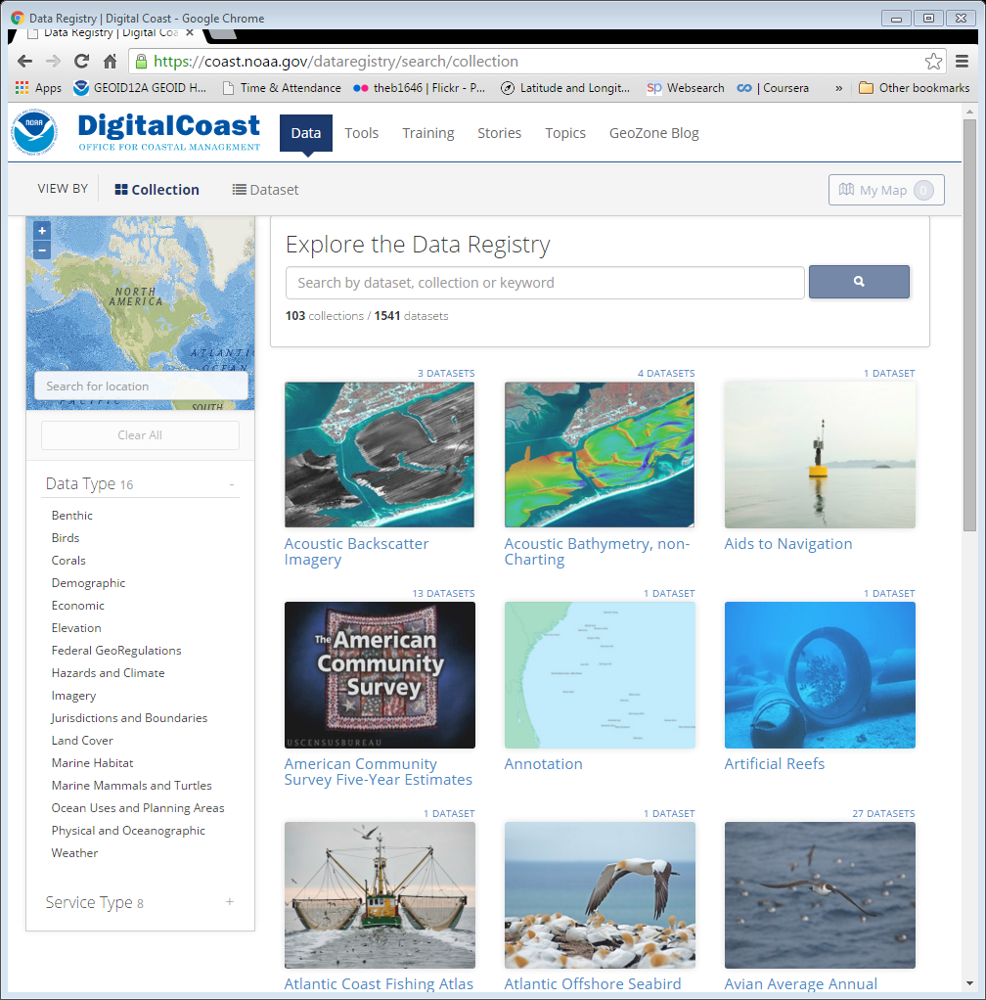 Data Registry | Digital Coast - Google Chrome
Data Registry | Digital Coa
https://coast.noaa.gov/dataregistry/search/collection
Apps
GEOID12A GEOID H...
Time & Attendance
theb1646 | Flickr - P...
Latitude and Longit...
sp Websearch
| Coursera
»
Other bookmarks
NOAA
DigitalCoast
OFFICE FOR COASTAL MANAGEMENT
Data
Tools
Training
Stories
Topics
GeoZone Blog
VIEW BY
Collection
Dataset
My Map 0
+
−
NORTH
AMERICA
ATLANTIC
OCEAN
Search for location
PACIFIC
SOUTH
Clear All
Data Type 16 -
Benthic
Birds
Corals
Demographic
Economic
Elevation
Federal GeoRegulations
Hazards and Climate
Imagery
Jurisdictions and Boundaries
Land Cover
Marine Habitat
Marine Mammals and Turtles
Ocean Uses and Planning Areas
Physical and Oceanographic
Weather
Service Type 8 +
Explore the Data Registry
Search by dataset, collection or keyword
103 collections / 1541 datasets
3 DATASETS
Acoustic Backscatter
Imagery
4 DATASETS
Acoustic Bathymetry, non-
Charting
1 DATASET
Aids to Navigation
13 DATASETS
The American
Community
Survey
USCENSUSBUREAU
American Community
Survey Five-Year Estimates
1 DATASET
Annotation
1 DATASET
Artificial Reefs
1 DATASET
Atlantic Coast Fishing Atlas
1 DATASET
Atlantic Offshore Seabird
27 DATASETS
Avian Average Annual